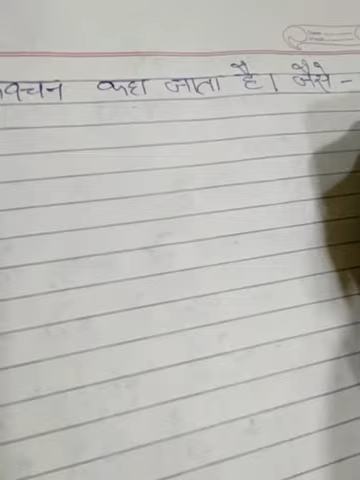 वचन कहा जाता है। जैसे -